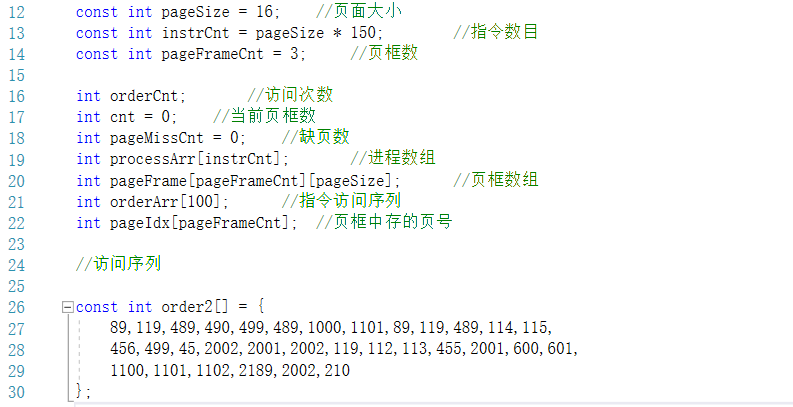 12 const int pageSize = 16; //页面大小
13 const int instrCnt = pageSize * 150; //指令数目
14 const int pageFrameCnt = 3; //页框数
15
16 int orderCnt; //访问次数
17 int cnt = 0; //当前页框数
18 int pageMissCnt = 0; //缺页数
19 int processArr[instrCnt]; //进程数组
20 int pageFrame[pageFrameCnt][pageSize]; //页框数组
21 int orderArr[100]; //指令访问序列
22 int pageIdx[pageFrameCnt]; //页框中存的页号
23
24 //访问序列
25
26 const int order2[] = {
27 89,119,489,490,499,489,1000,1101,89,119,489,114,115,
28 456,499,45,2002,2001,2002,119,112,113,455,2001,600,601,
29 1100,1101,1102,2189,2002,210
30 };